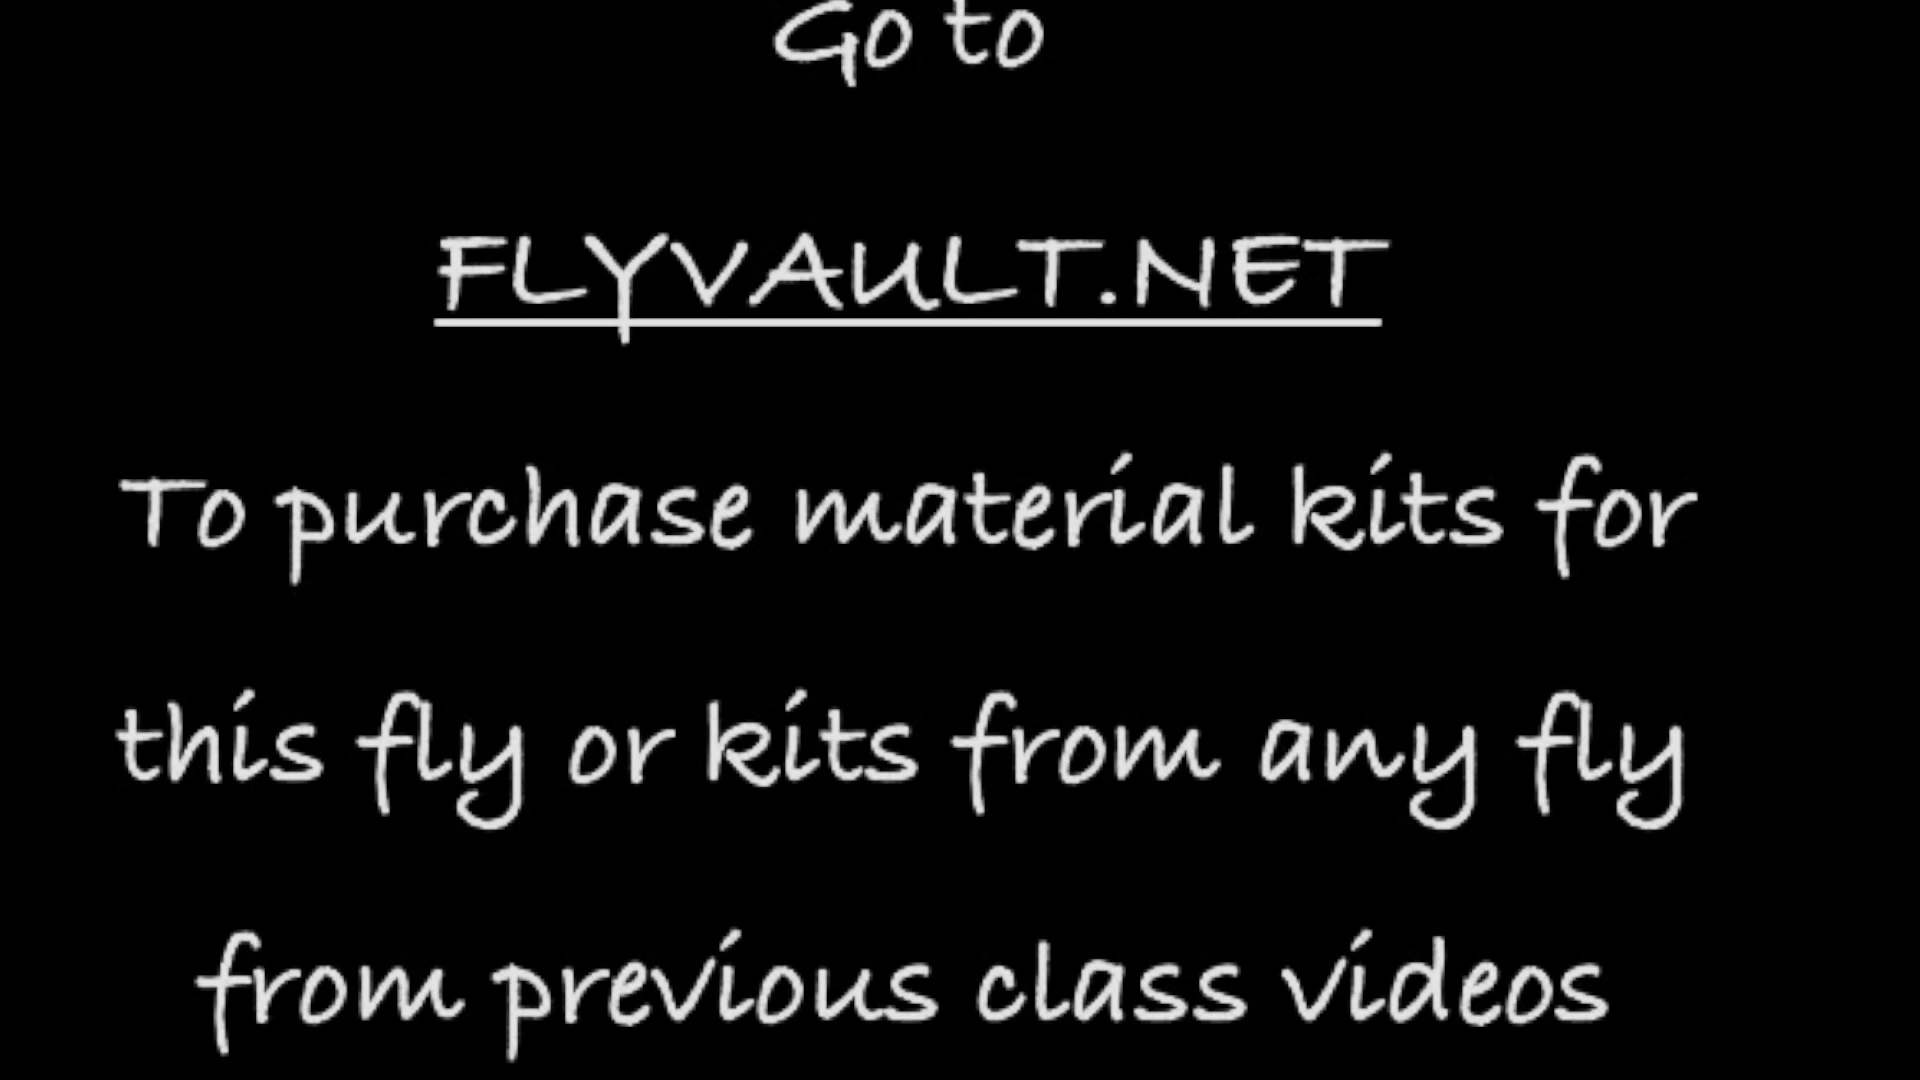 Go to
FLYVAULT.NET
To purchase material kits for
this fly or kits from any fly
from previous class videos